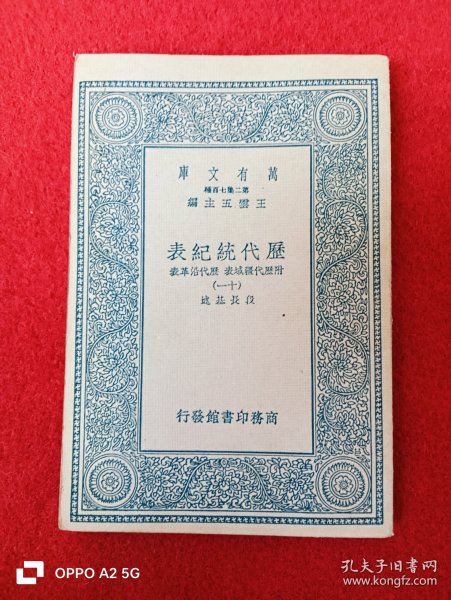 萬有文庫
第二集七百種
王雲五主編
歷代統紀表
附歷代疆域表 歷代沿革表
(十一)
段長基述
商務印書館發行
OPPO A2 5G
孔夫子旧书网
www.kongfz.com